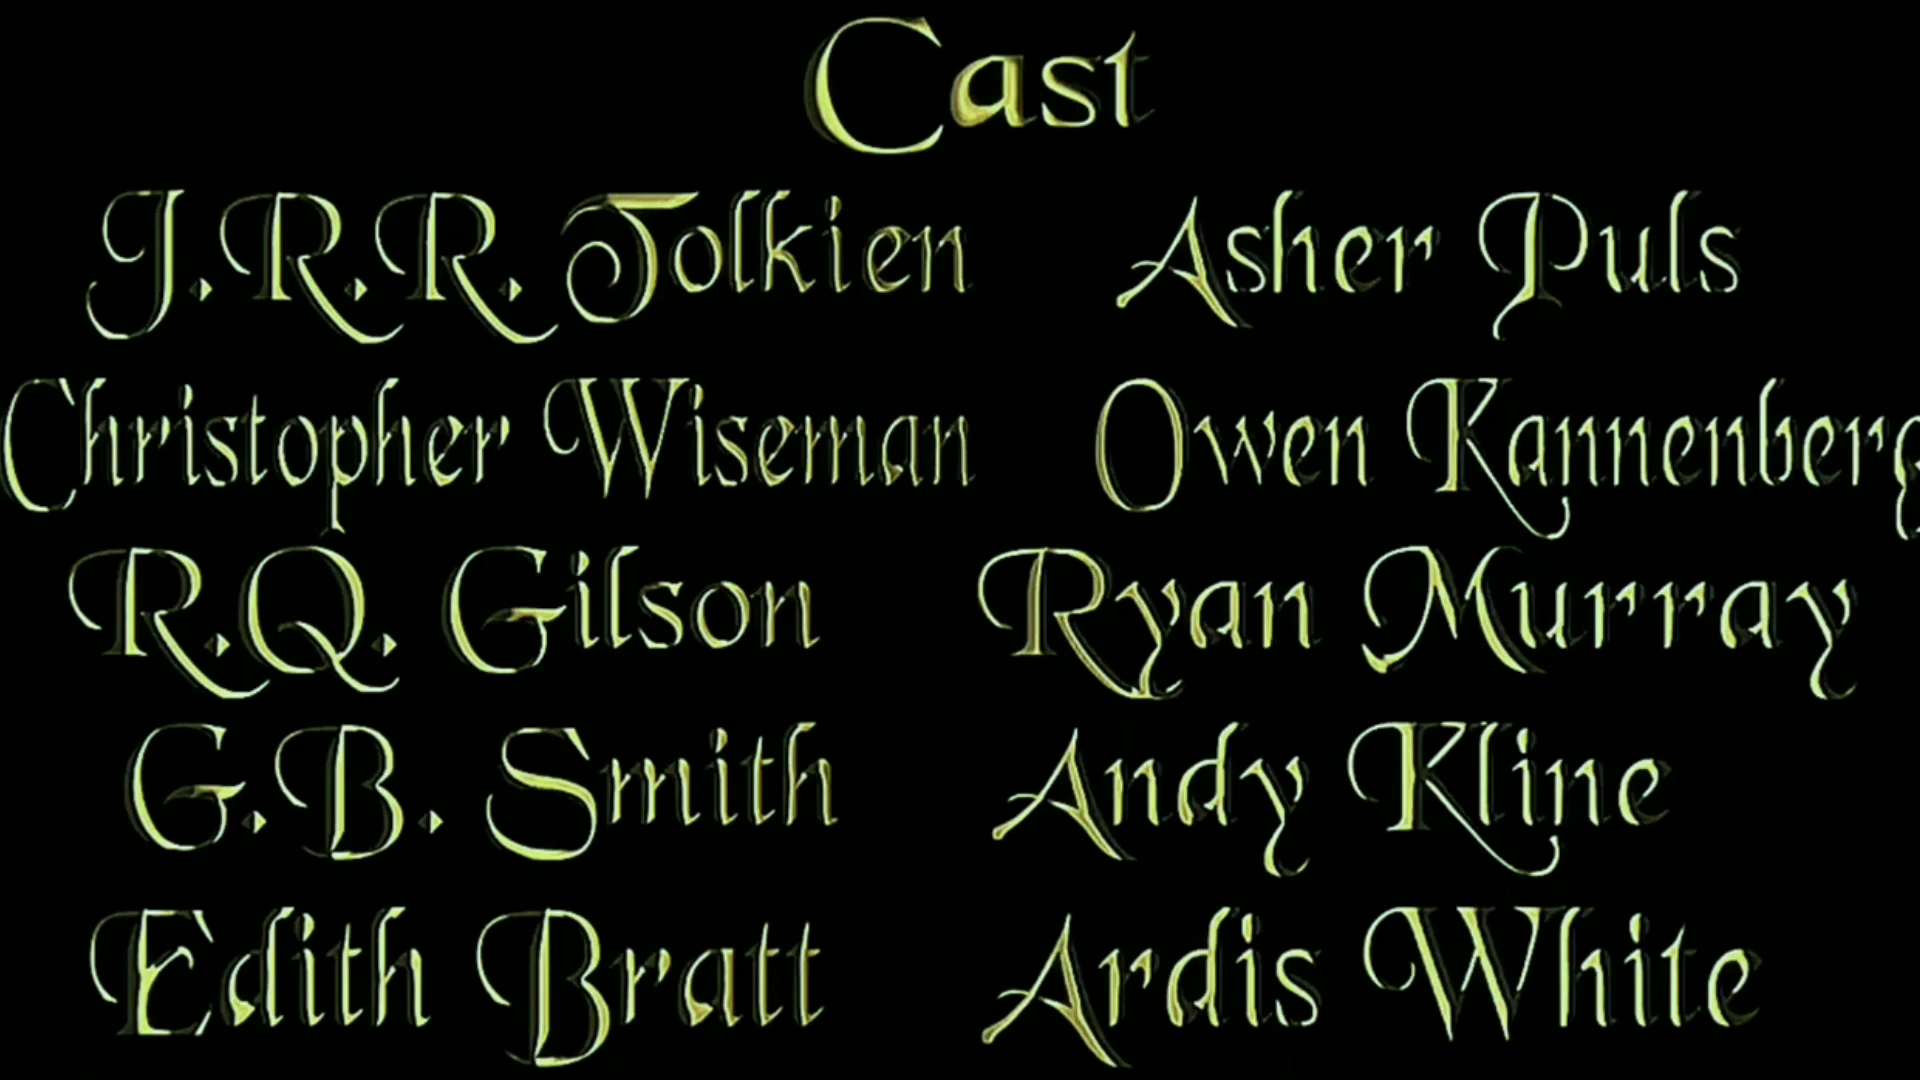 Cast
J.R.R. Tolkien Asher Puls
Christopher Wiseman Owen Kannenberg
R.Q. Gilson Ryan Murray
G.B. Smith Andy Kline
Edith Bratt Ardis White